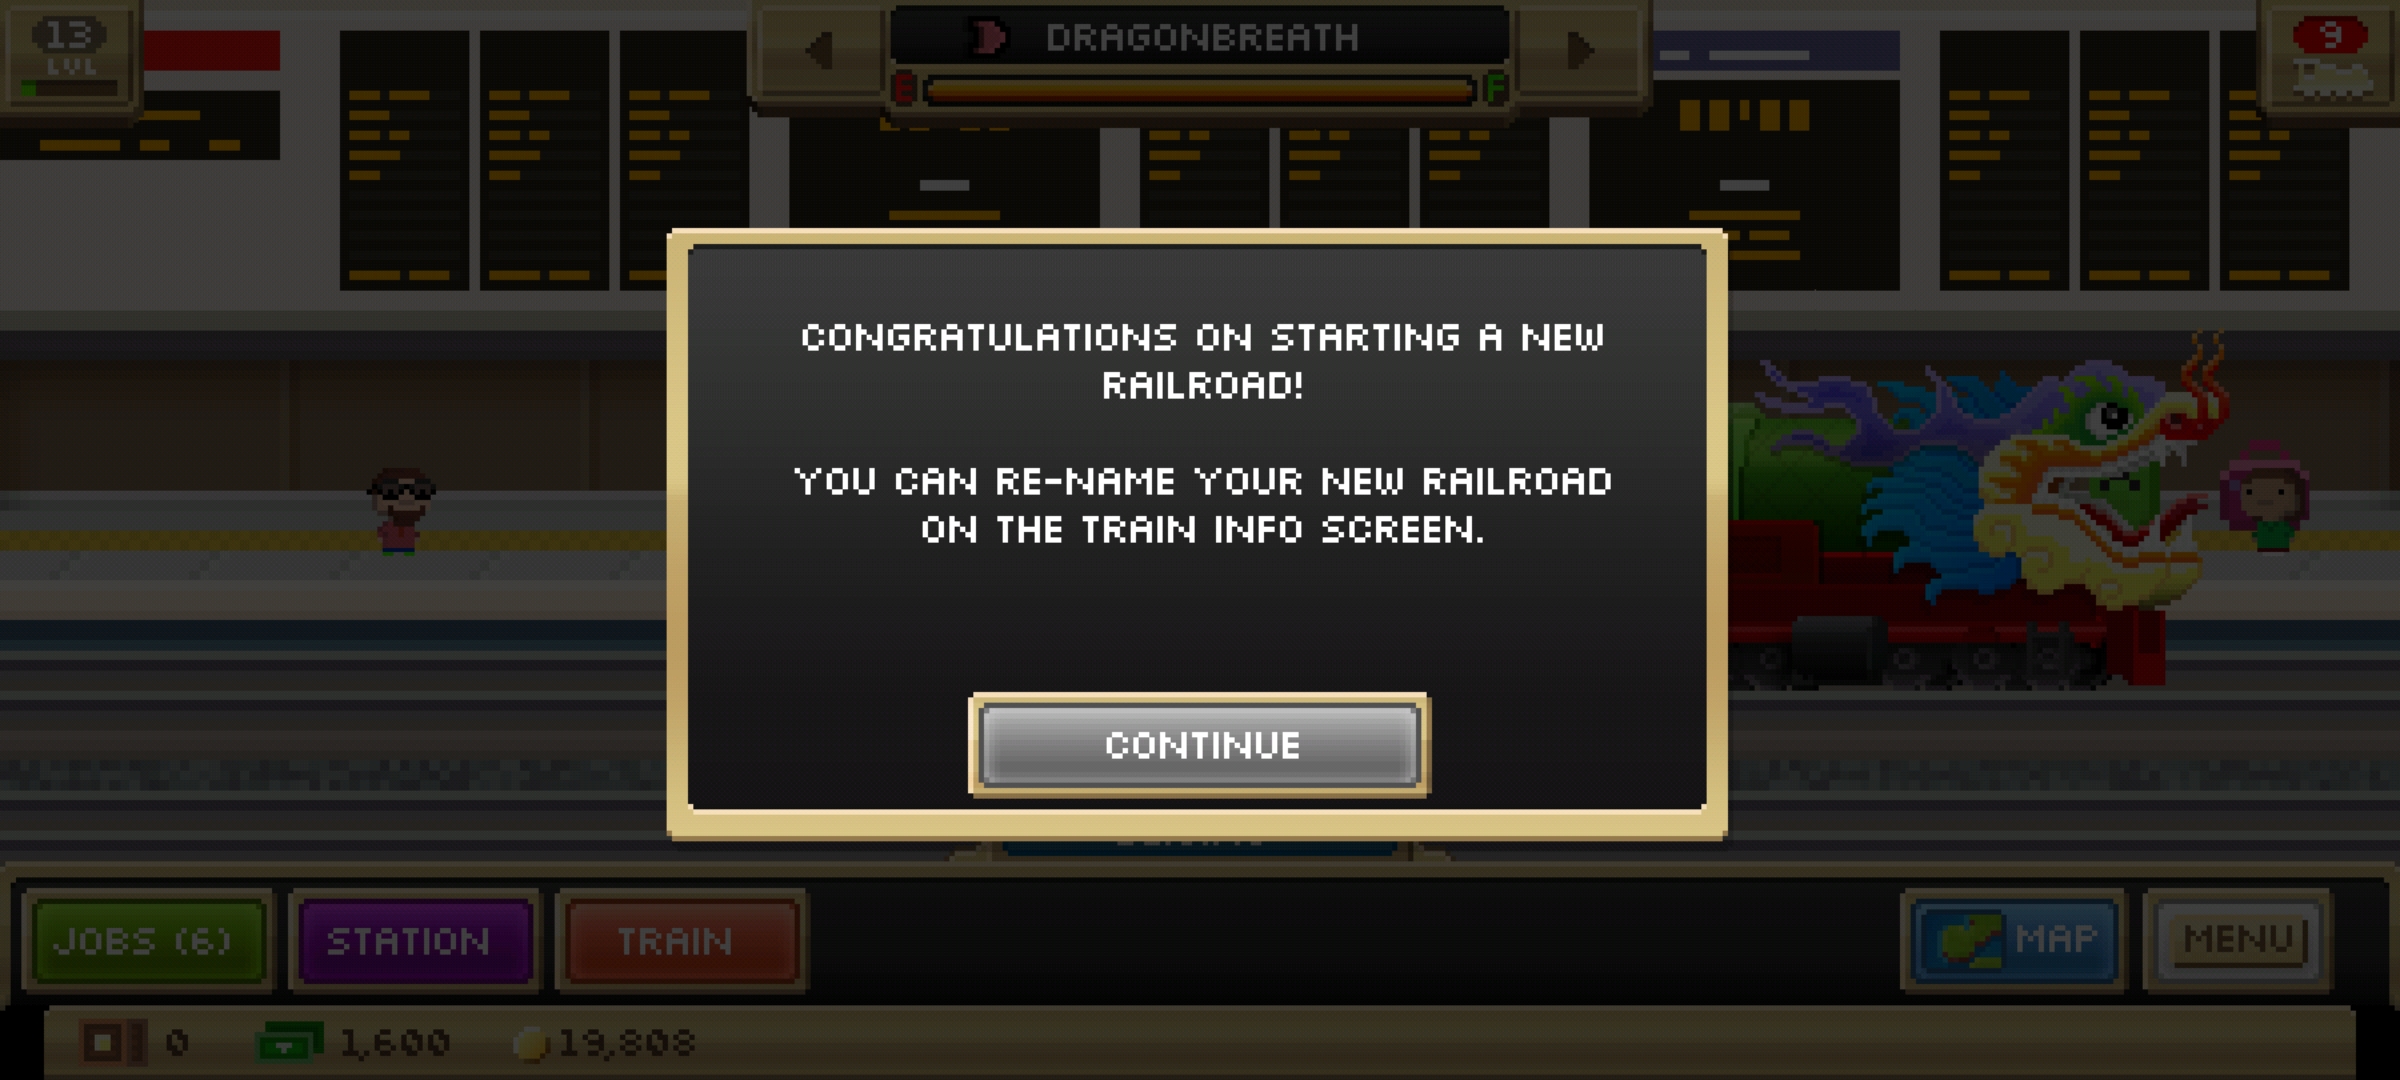 13
LVL
DRAGONBREATH
E
F
9
CONGRATULATIONS ON STARTING A NEW
RAILROAD!
YOU CAN RE-NAME YOUR NEW RAILROAD
ON THE TRAIN INFO SCREEN.
CONTINUE
JOBS (6)
STATION
TRAIN
MAP
MENU
0
1,600
19,808